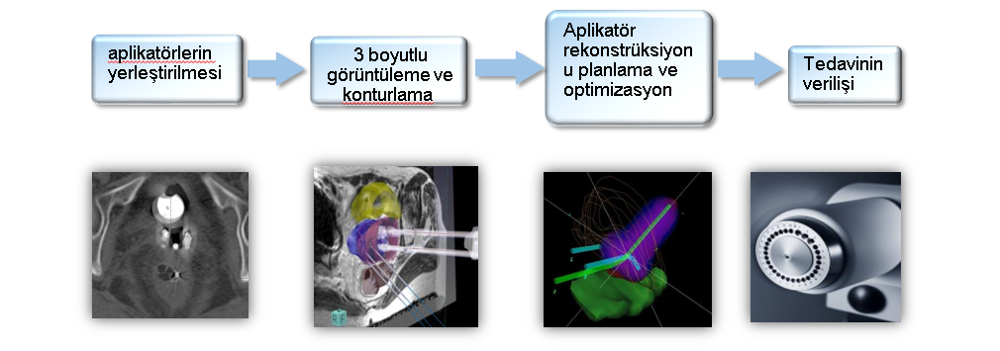 aplikatörlerin
yerleştirilmesi
3 boyutlu
görüntüleme ve
konturlama
Aplikatör
rekonstrüksiyon
u planlama ve
optimizasyon
Tedavinin
verilişi
R F